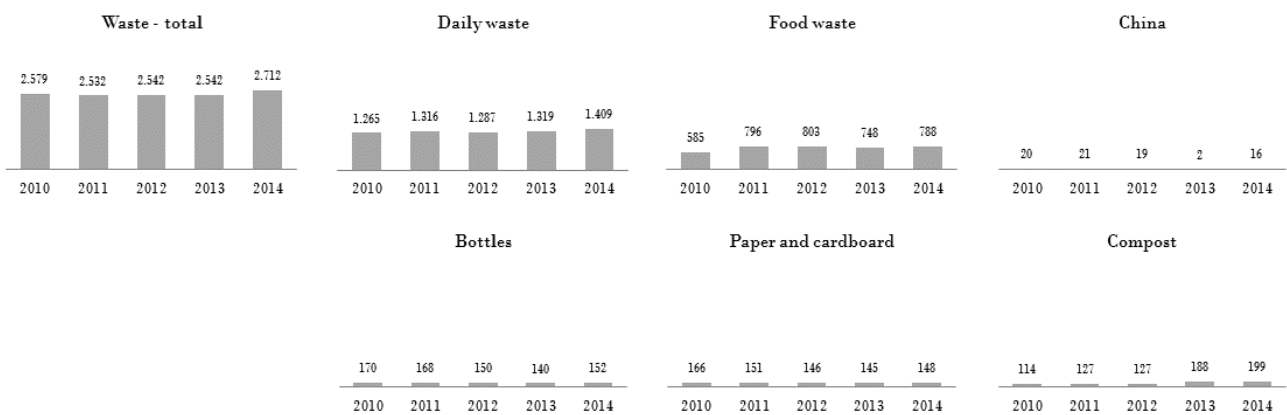 Waste - total
2.579 2.532 2.542 2.542 2.712
2010 2011 2012 2013 2014
Daily waste
1.265 1.316 1.287 1.319 1.409
2010 2011 2012 2013 2014
Food waste
585 796 803 748 788
2010 2011 2012 2013 2014
China
20 21 19 2 16
2010 2011 2012 2013 2014
Bottles
170 168 150 140 152
2010 2011 2012 2013 2014
Paper and cardboard
166 151 146 145 148
2010 2011 2012 2013 2014
Compost
114 127 127 188 199
2010 2011 2012 2013 2014